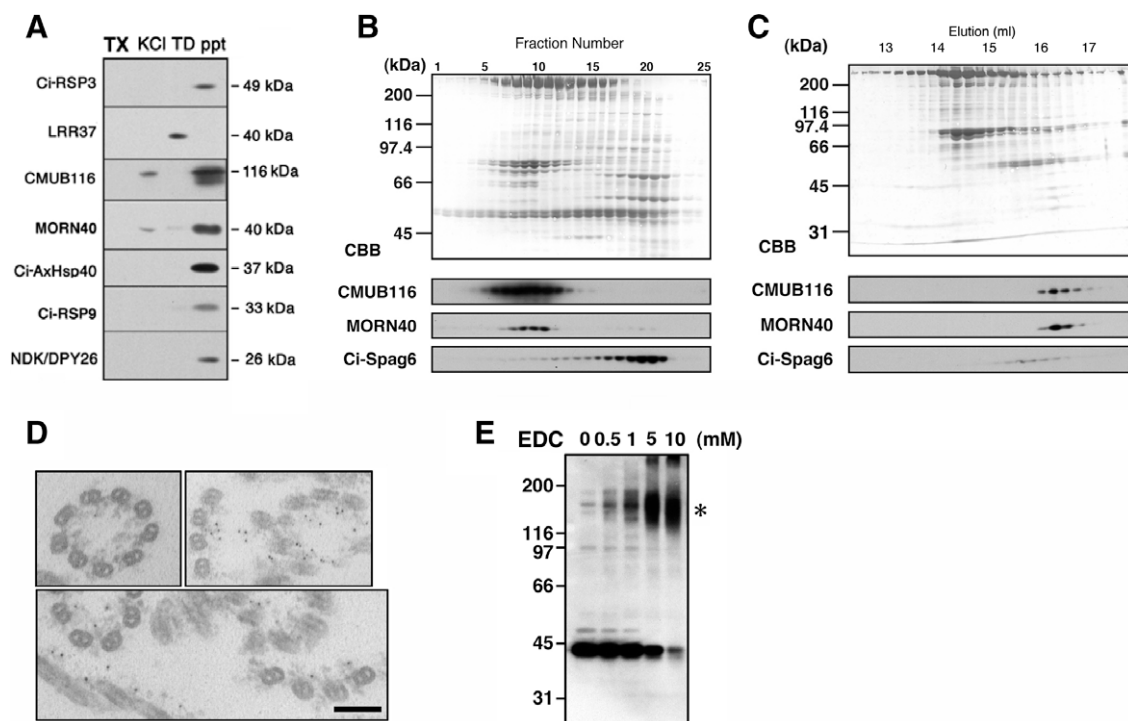 A
TX KCl TD ppt
Ci-RSP3 – 49 kDa
LRR37 – 40 kDa
CMUB116 – 116 kDa
MORN40 – 40 kDa
Ci-AxHsp40 – 37 kDa
Ci-RSP9 – 33 kDa
NDK/DPY26 – 26 kDa
B
Fraction Number
(kDa) 1 5 10 15 20 25
200
116
97.4
66
45
CBB
CMUB116
MORN40
Ci-Spag6
C
Elution (ml)
(kDa) 13 14 15 16 17
200
116
97.4
66
45
31
CBB
CMUB116
MORN40
Ci-Spag6
D
E
EDC 0 0.5 1 5 10 (mM)
200
*
116
97
66
45
31